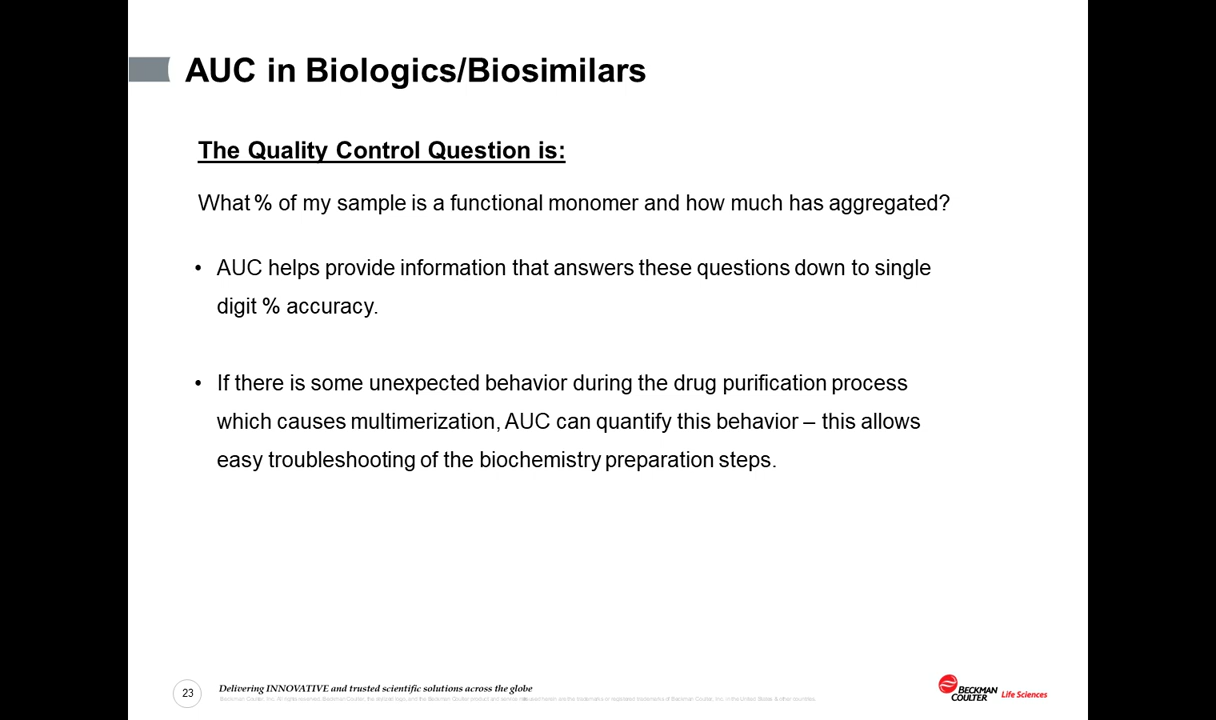 AUC in Biologics/Biosimilars
The Quality Control Question is:
What % of my sample is a functional monomer and how much has aggregated?
• AUC helps provide information that answers these questions down to single
digit % accuracy.
• If there is some unexpected behavior during the drug purification process
which causes multimerization, AUC can quantify this behavior – this allows
easy troubleshooting of the biochemistry preparation steps.
23
Delivering INNOVATIVE and trusted scientific solutions across the globe
BECKMAN
COULTER Life Sciences